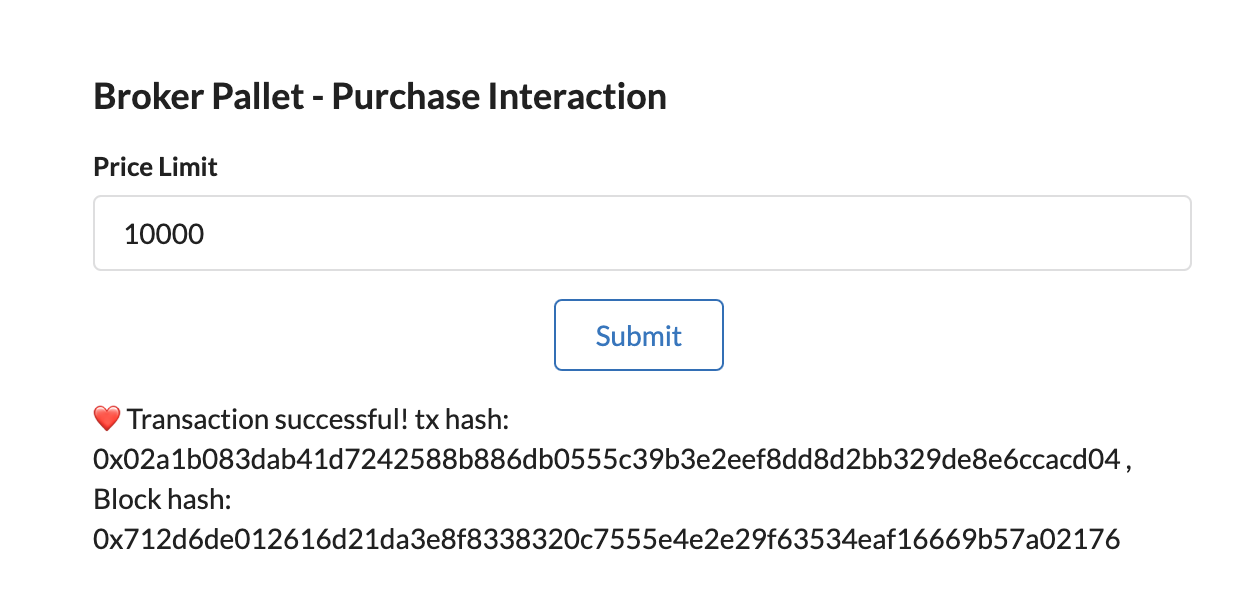 Broker Pallet - Purchase Interaction
Price Limit
10000
Submit
❤️ Transaction successful! tx hash:
0x02a1b083dab41d7242588b886db0555c39b3e2eef8dd8d2bb329de8e6ccacd04 ,
Block hash:
0x712d6de012616d21da3e8f8338320c7555e4e2e29f63534eaf16669b57a02176